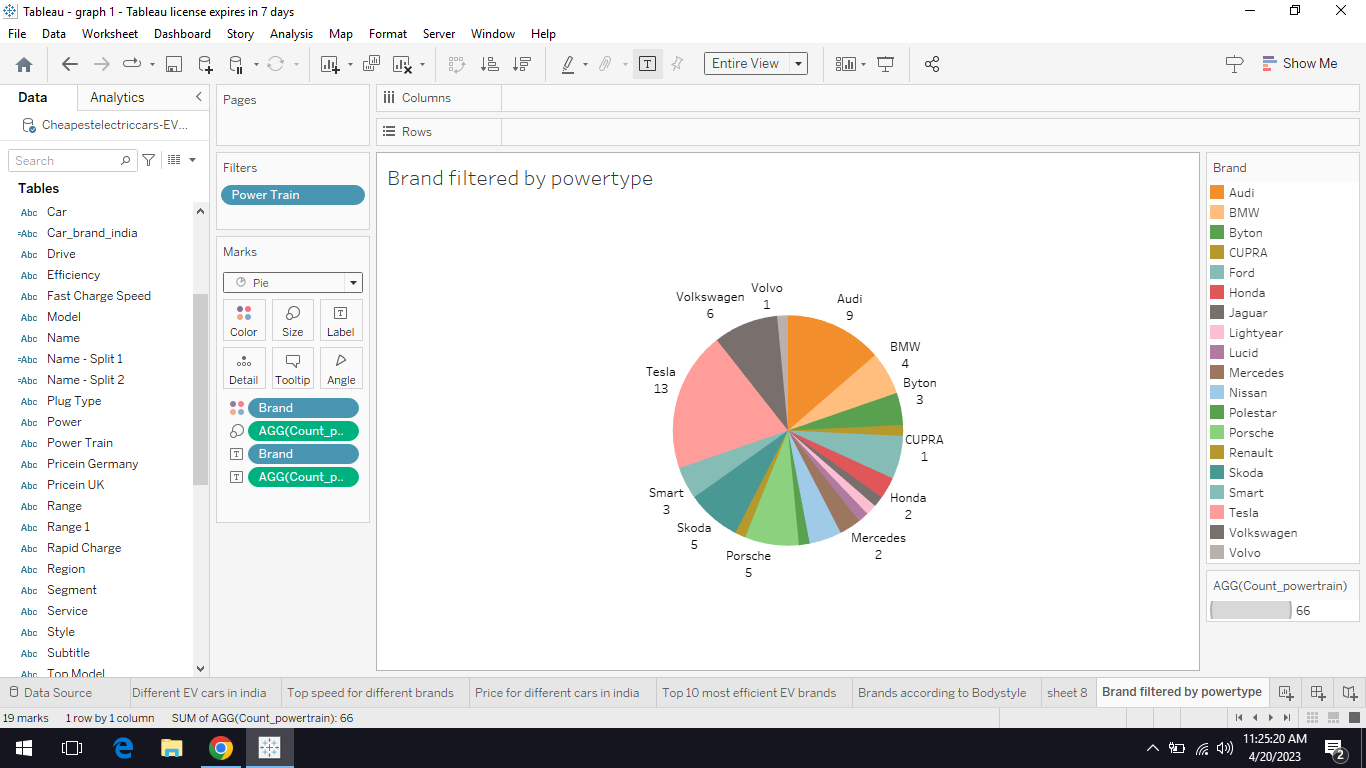 Tableau - graph 1 - Tableau license expires in 7 days
File Data Worksheet Dashboard Story Analysis Map Format Server Window Help
Entire View
Show Me
Data Analytics
Cheapestelectriccars-EV...
Search
Tables
Abc Car
=Abc Car_brand_india
Abc Drive
Abc Efficiency
Abc Fast Charge Speed
Abc Model
Abc Name
=Abc Name - Split 1
=Abc Name - Split 2
Abc Plug Type
Abc Power
Abc Power Train
Abc Pricein Germany
Abc Pricein UK
Abc Range
Abc Range 1
Abc Rapid Charge
Abc Region
Abc Segment
Abc Service
Abc Style
Abc Subtitle
Abc Top Model
Pages
Filters
Power Train
Marks
Pie
Color Size Label
Detail Tooltip Angle
Brand
AGG(Count_p..
Brand
AGG(Count_p..
Columns
Rows
Brand filtered by powertype
Volvo
1
Audi
9
BMW
4
Byton
3
CUPRA
1
Honda
2
Mercedes
2
Porsche
5
Skoda
5
Smart
3
Tesla
13
Volkswagen
6
Brand
Audi
BMW
Byton
CUPRA
Ford
Honda
Jaguar
Lightyear
Lucid
Mercedes
Nissan
Polestar
Porsche
Renault
Skoda
Smart
Tesla
Volkswagen
Volvo
AGG(Count_powertrain)
66
Data Source Different EV cars in india Top speed for different brands Price for different cars in india Top 10 most efficient EV brands Brands according to Bodystyle sheet 8 Brand filtered by powertype
19 marks 1 row by 1 column SUM of AGG(Count_powertrain): 66
11:25:20 AM
4/20/2023
2